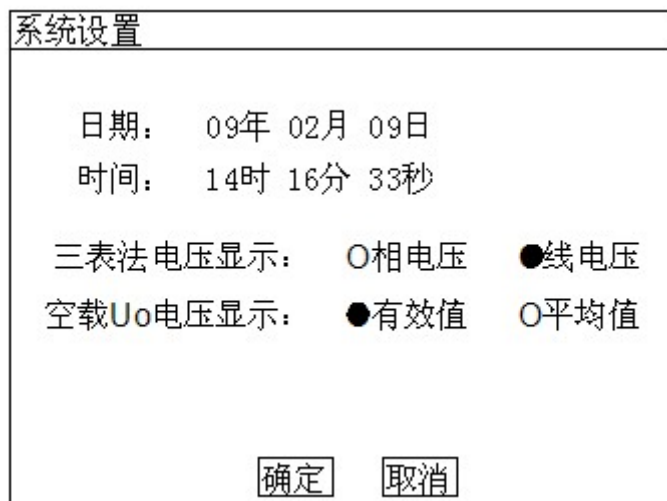 系统设置
日期： 09年 02月 09日
时间： 14时 16分 33秒
三表法电压显示： O相电压 ●线电压
空载Uo电压显示： ●有效值 O平均值
确定 取消